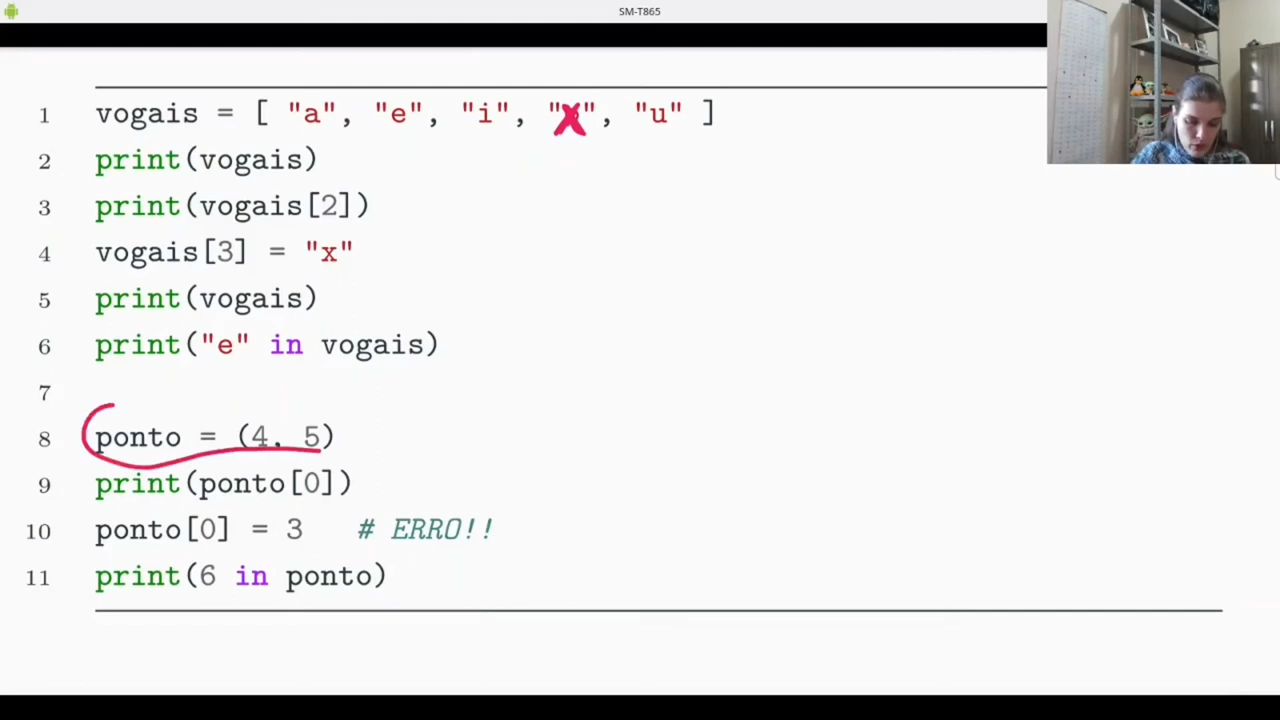 SM-T865
1 vogais = [ "a", "e", "i", "x", "u" ]
2 print(vogais)
3 print(vogais[2])
4 vogais[3] = "x"
5 print(vogais)
6 print("e" in vogais)
7
8 ponto = (4, 5)
9 print(ponto[0])
10 ponto[0] = 3 # ERRO!!
11 print(6 in ponto)